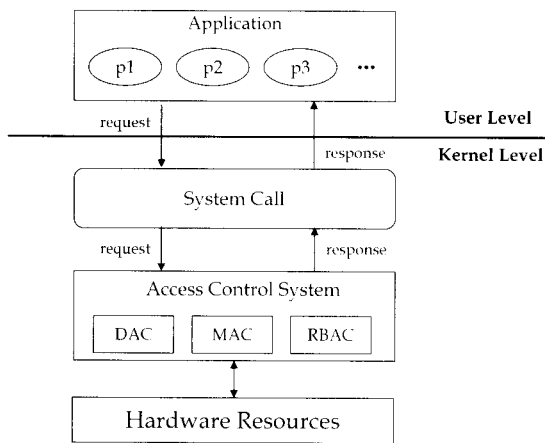 Application
p1 p2 p3 •••
request
User Level
response
Kernel Level
System Call
request
response
Access Control System
DAC MAC RBAC
Hardware Resources